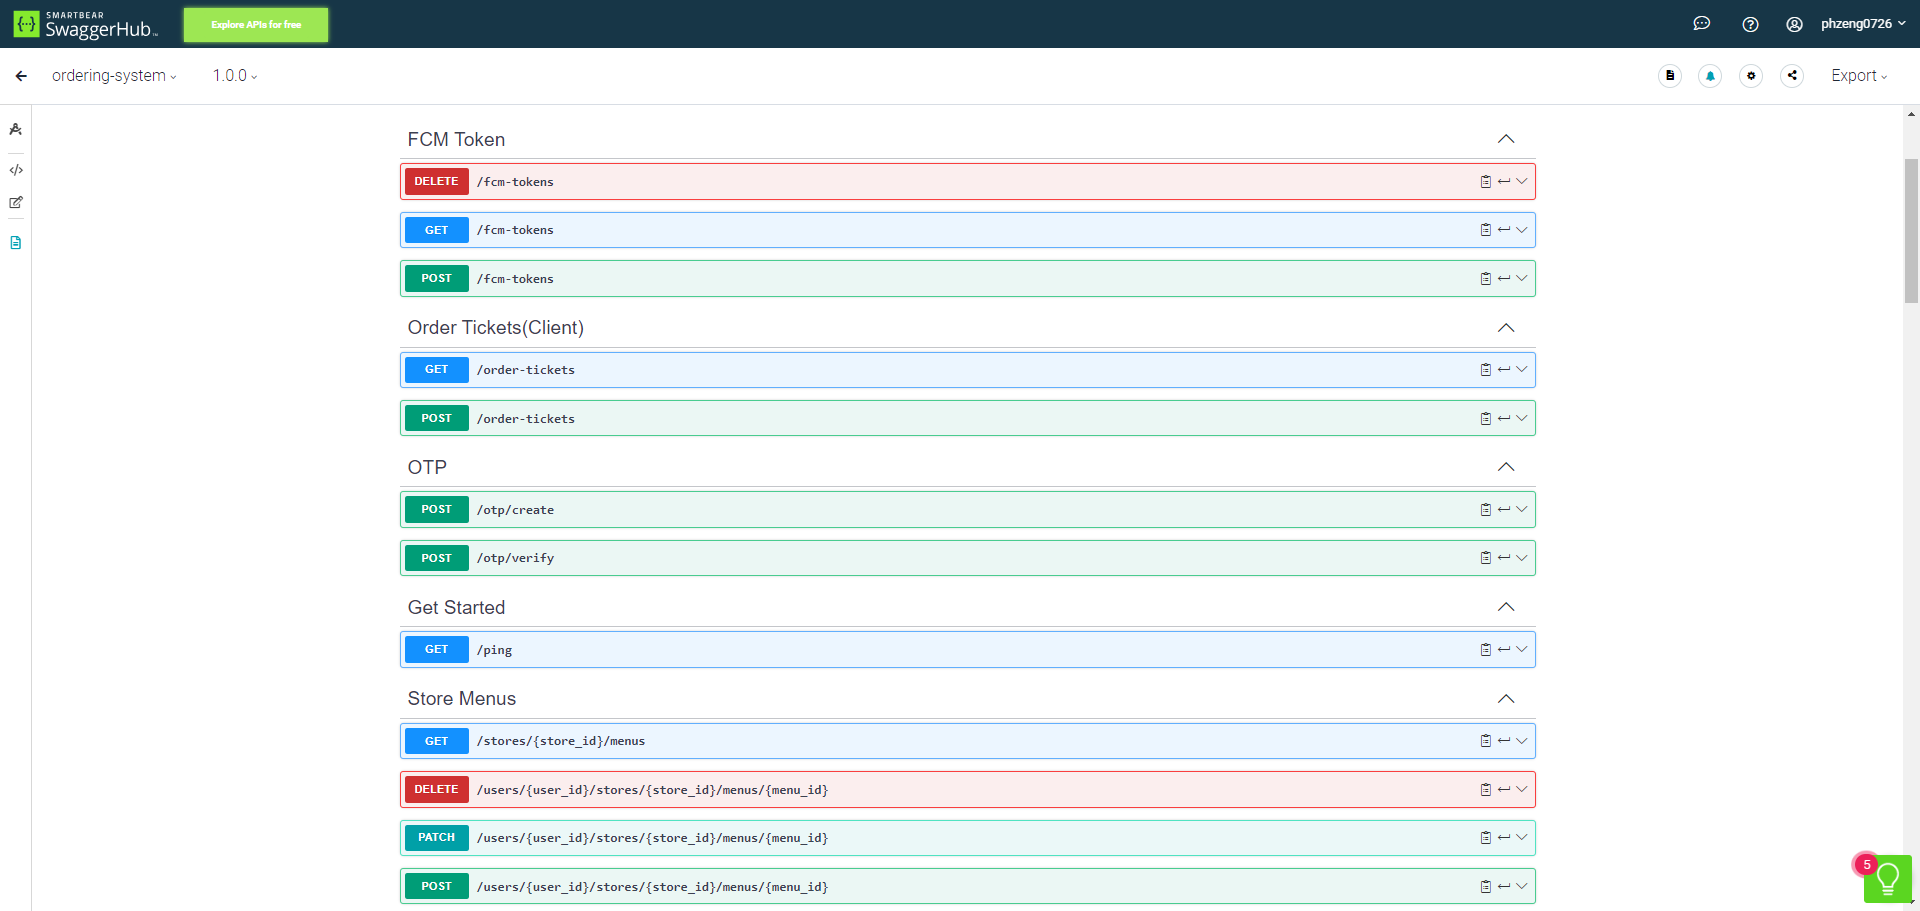 SMARTBEAR
SwaggerHub™
Explore APIs for free
phzeng0726
ordering-system
1.0.0
Export
FCM Token
DELETE /fcm-tokens
GET /fcm-tokens
POST /fcm-tokens
Order Tickets(Client)
GET /order-tickets
POST /order-tickets
OTP
POST /otp/create
POST /otp/verify
Get Started
GET /ping
Store Menus
GET /stores/{store_id}/menus
DELETE /users/{user_id}/stores/{store_id}/menus/{menu_id}
PATCH /users/{user_id}/stores/{store_id}/menus/{menu_id}
POST /users/{user_id}/stores/{store_id}/menus/{menu_id}
5